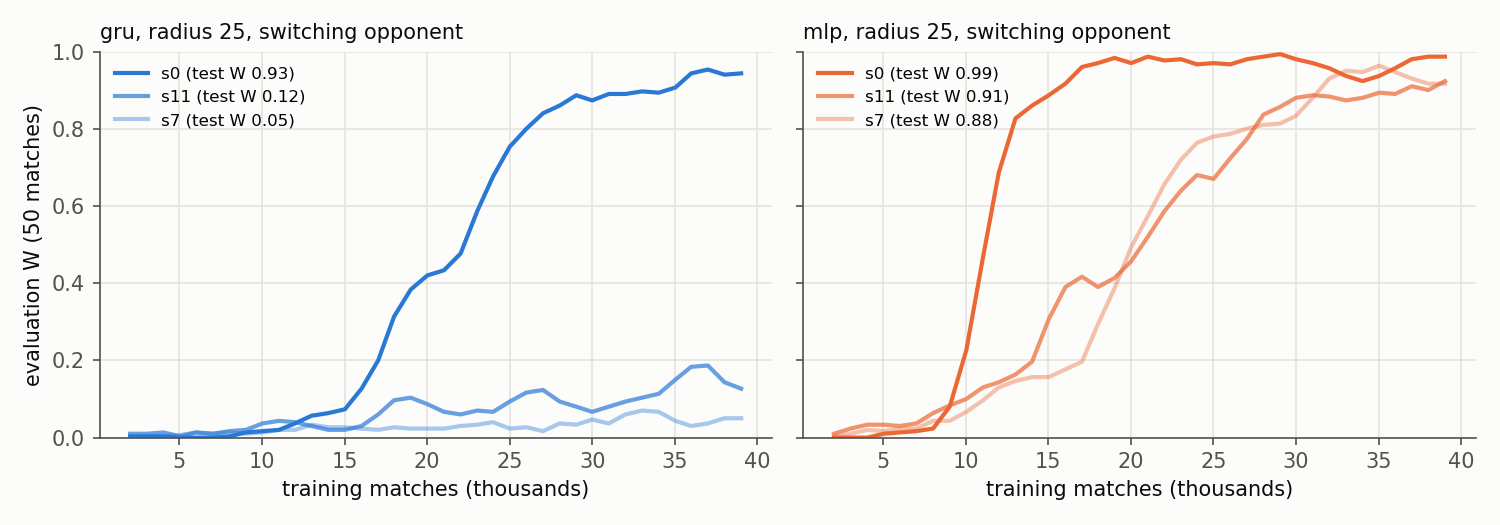 gru, radius 25, switching opponent
evaluation W (50 matches)
1.0
0.8
0.6
0.4
0.2
0.0
s0 (test W 0.93)
s11 (test W 0.12)
s7 (test W 0.05)
5 10 15 20 25 30 35 40
training matches (thousands)
mlp, radius 25, switching opponent
s0 (test W 0.99)
s11 (test W 0.91)
s7 (test W 0.88)
5 10 15 20 25 30 35 40
training matches (thousands)